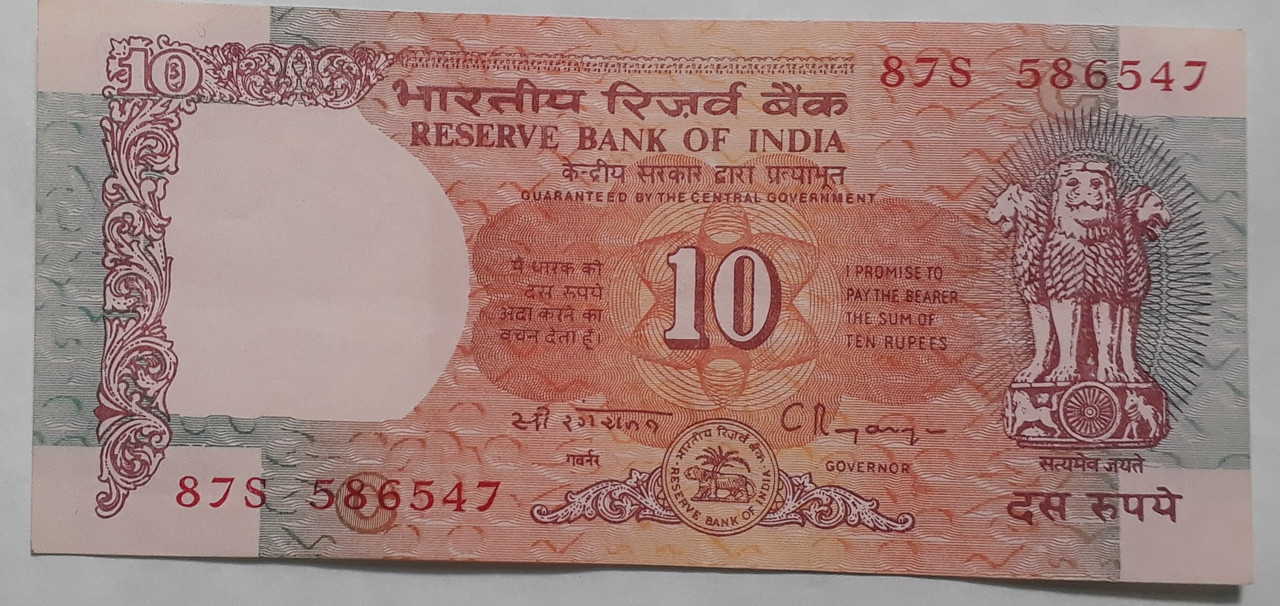 10
87S 586547
भारतीय रिज़र्व बैंक
RESERVE BANK OF INDIA
केन्द्रीय सरकार द्वारा प्रत्याभूत
GUARANTEED BY THE CENTRAL GOVERNMENT
मैं धारक को
दस रुपये
अदा करने का
वचन देता हूँ।
10
I PROMISE TO
PAY THE BEARER
THE SUM OF
TEN RUPEES
गवर्नर
GOVERNOR
भारतीय रिज़र्व बैंक
RESERVE BANK OF INDIA
सत्यमेव जयते
87S 586547
दस रुपये